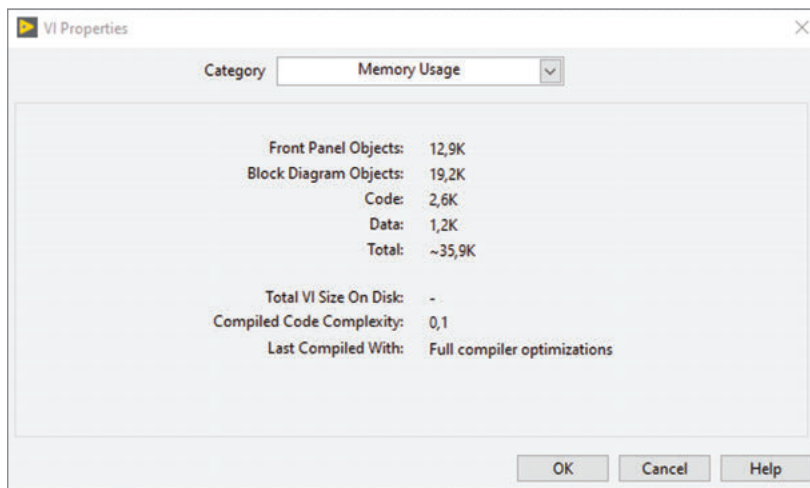 VI Properties
Category Memory Usage
Front Panel Objects: 12,9K
Block Diagram Objects: 19,2K
Code: 2,6K
Data: 1,2K
Total: ~35,9K
Total VI Size On Disk: -
Compiled Code Complexity: 0,1
Last Compiled With: Full compiler optimizations
OK Cancel Help